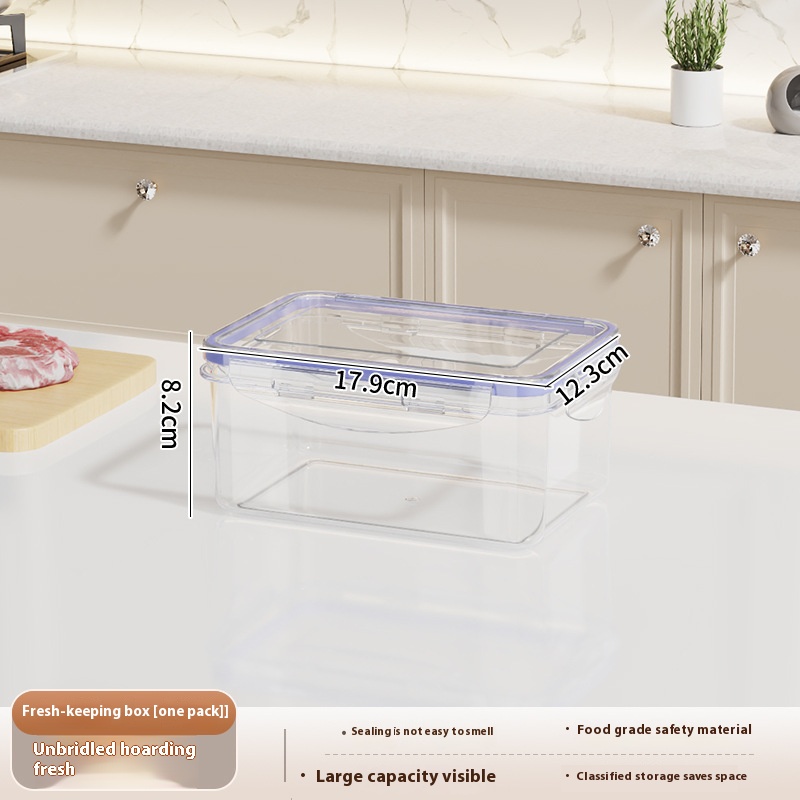 8.2cm
17.9cm
12.3cm
Fresh-keeping box [one pack]]
Unbridled hoarding
fresh
• Sealing is not easy to smell
• Food grade safety material
• Large capacity visible
• Classified storage saves space